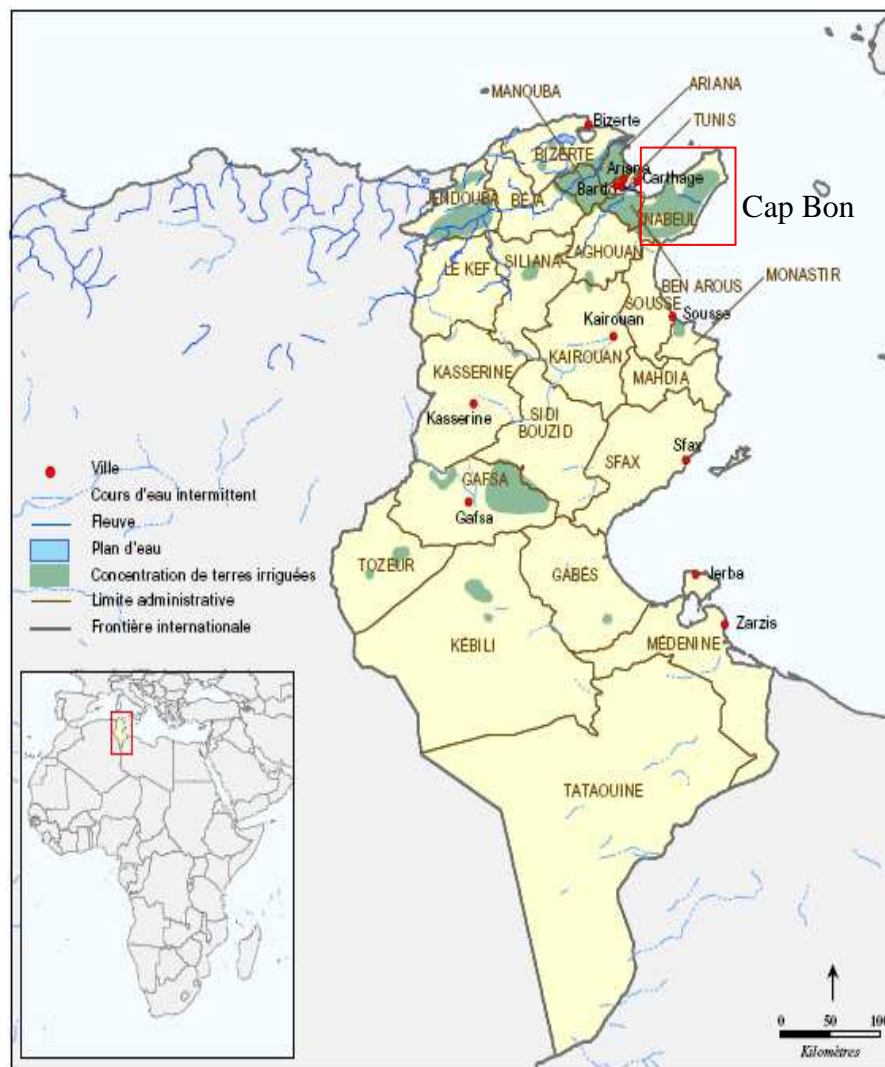 ARIANA
MANOUBA
TUNIS
Bizerte
BIZERTE
Ariana
Carthage
Bardo
Cap Bon
JENDOUBA
BÉJA
NABEUL
ZAGHOUAN
SILIANA
LE KEF
BEN AROUS
MONASTIR
SOUSSE
Sousse
Kairouan
KAIROUAN
KASSERINE
MAHDIA
Kasserine
SIDI
BOUZID
SFAX
Sfax
GAFSA
Gafsa
TOZEUR
GABÈS
Jerba
Zarzis
KÉBILI
MÉDENINE
TATAOUINE
Ville
Cours d'eau intermittent
Fleuve
Plan d'eau
Concentration de terres irriguées
Limite administrative
Frontière internationale
0 50 100
Kilomètres